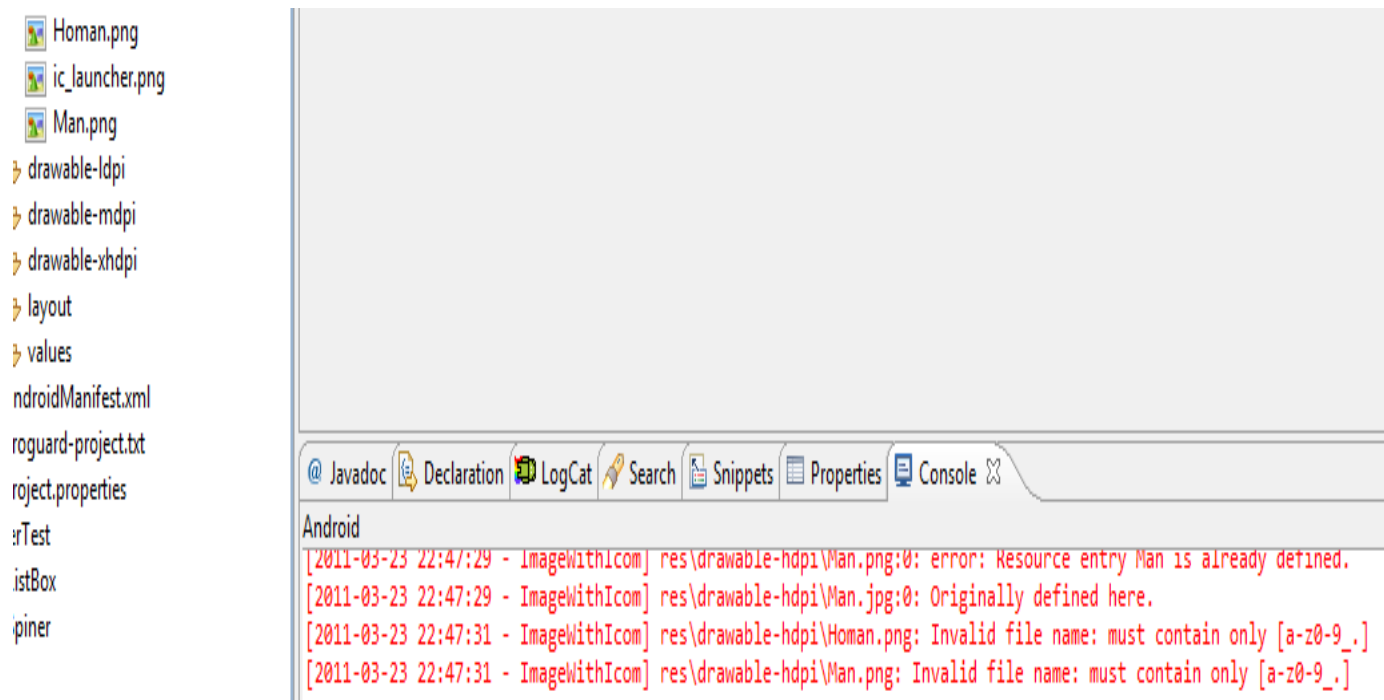 Homan.png
ic_launcher.png
Man.png
drawable-ldpi
drawable-mdpi
drawable-xhdpi
layout
values
ndroidManifest.xml
roguard-project.txt
roject.properties
erTest
istBox
piner
@ Javadoc Declaration LogCat Search Snippets Properties Console
Android
[2011-03-23 22:47:29 - ImageWithIcom] res\drawable-hdpi\Man.png:0: error: Resource entry Man is already defined.
[2011-03-23 22:47:29 - ImageWithIcom] res\drawable-hdpi\Man.jpg:0: Originally defined here.
[2011-03-23 22:47:31 - ImageWithIcom] res\drawable-hdpi\Homan.png: Invalid file name: must contain only [a-z0-9_.]
[2011-03-23 22:47:31 - ImageWithIcom] res\drawable-hdpi\Man.png: Invalid file name: must contain only [a-z0-9_.]